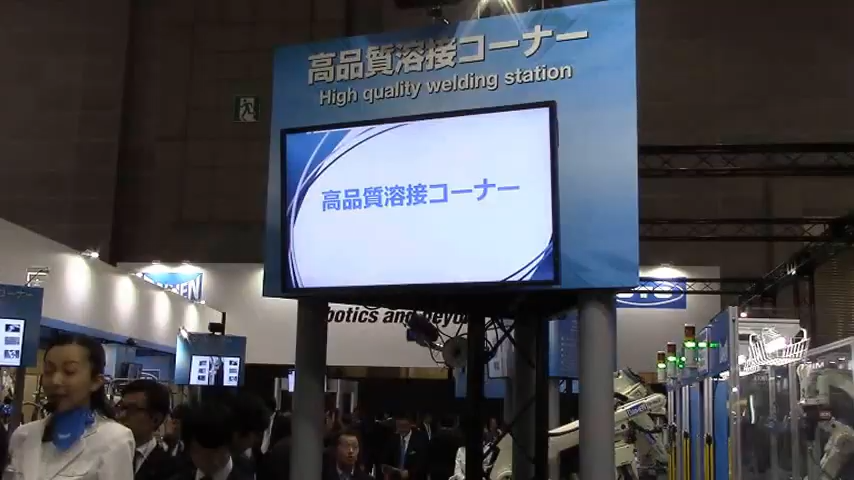 高品質溶接コーナー
High quality welding station
高品質溶接コーナー
botics and beyo